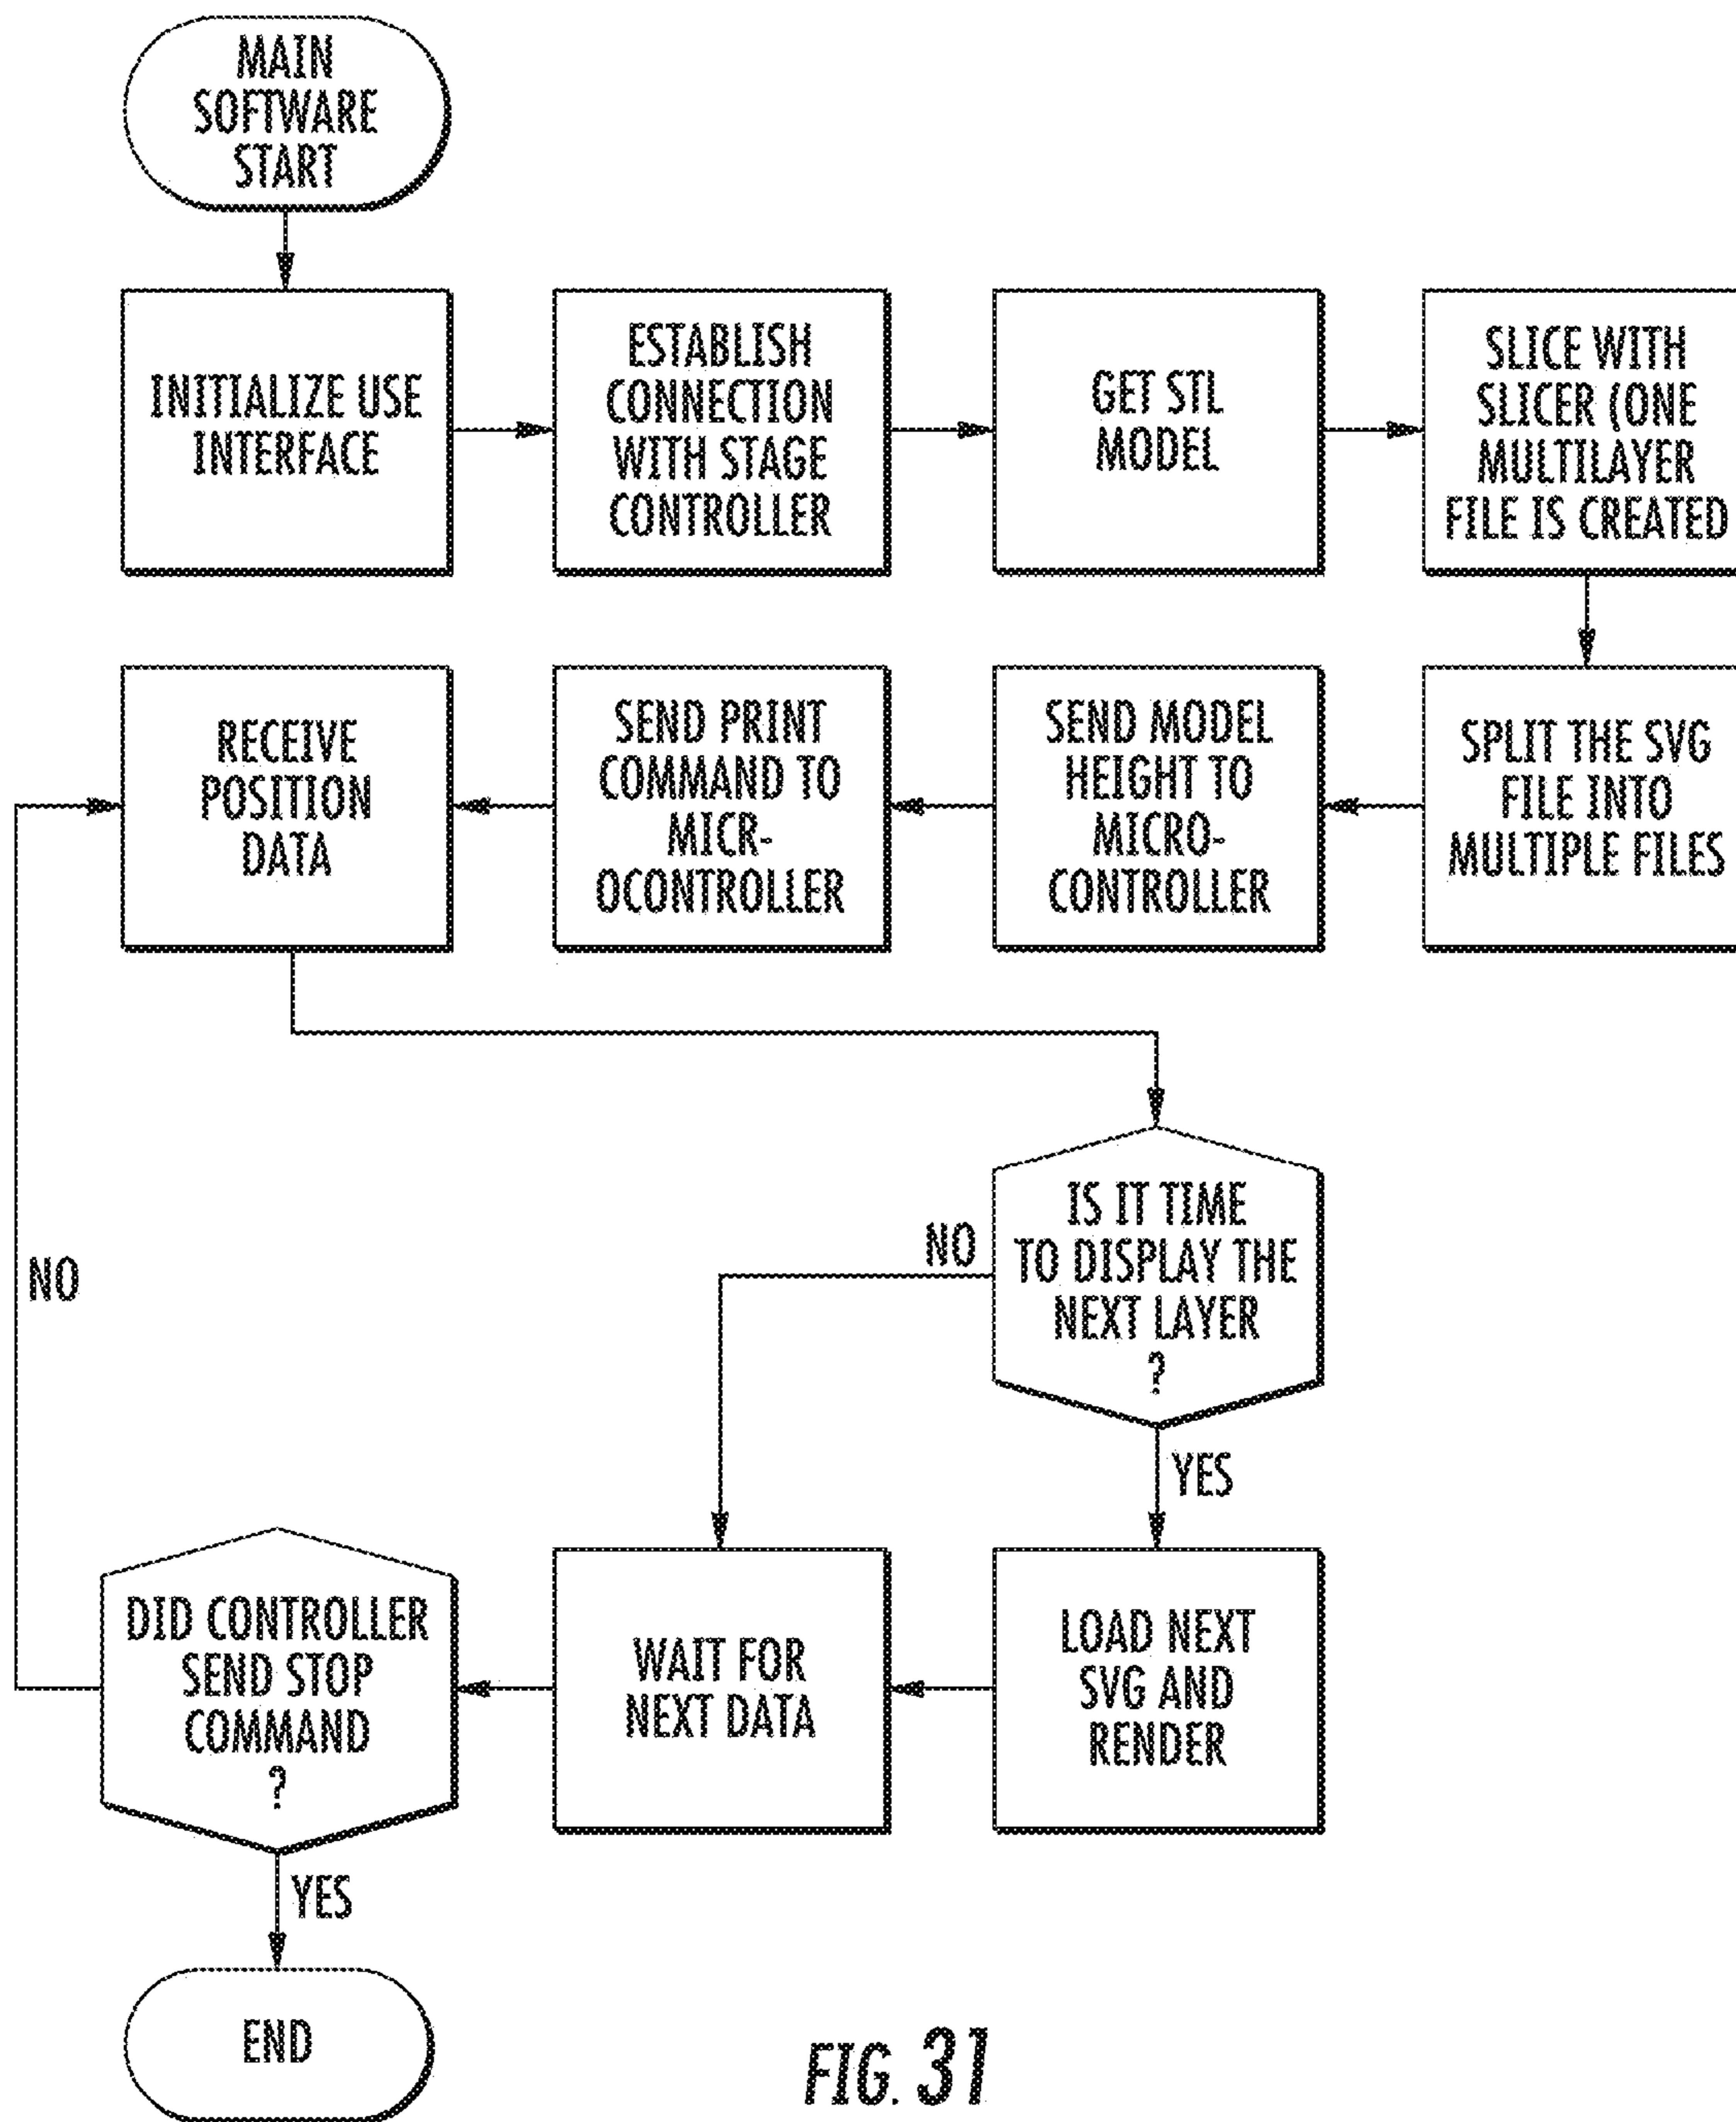 MAIN
SOFTWARE
START
INITIALIZE USE
INTERFACE
ESTABLISH
CONNECTION
WITH STAGE
CONTROLLER
GET STL
MODEL
SLICE WITH
SLICER (ONE
MULTILAYER
FILE IS CREATED
SPLIT THE SVG
FILE INTO
MULTIPLE FILES
SEND MODEL
HEIGHT TO
MICRO-
CONTROLLER
SEND PRINT
COMMAND TO
MICR-
OCONTROLLER
RECEIVE
POSITION
DATA
IS IT TIME
TO DISPLAY THE
NEXT LAYER
?
NO
YES
LOAD NEXT
SVG AND
RENDER
WAIT FOR
NEXT DATA
DID CONTROLLER
SEND STOP
COMMAND
?
NO
YES
END
FIG. 31